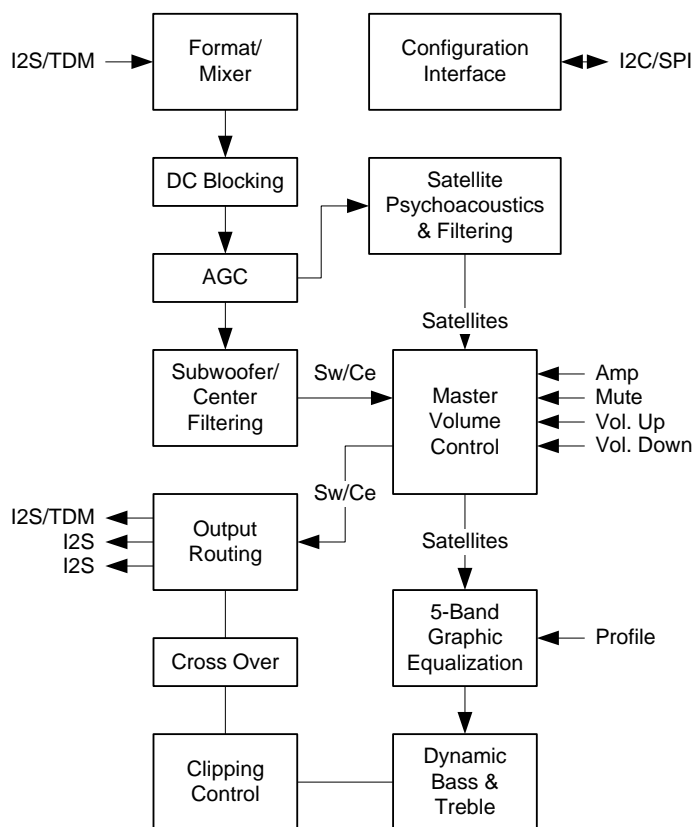 I2S/TDM
Format/
Mixer
Configuration
Interface
I2C/SPI
DC Blocking
Satellite
Psychoacoustics
& Filtering
AGC
Satellites
Subwoofer/
Center
Filtering
Sw/Ce
Master
Volume
Control
Amp
Mute
Vol. Up
Vol. Down
Sw/Ce
I2S/TDM
I2S
I2S
Output
Routing
Satellites
5-Band
Graphic
Equalization
Profile
Cross Over
Clipping
Control
Dynamic
Bass &
Treble